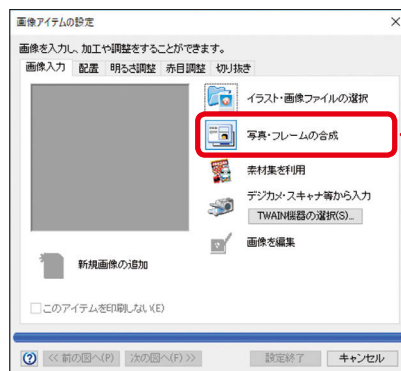 画像アイテムの設定
画像を入力し、加工や調整をすることができます。
画像入力 配置 明るさ調整 赤目調整 切り抜き
イラスト・画像ファイルの選択
写真・フレームの合成
素材集を利用
デジカメ・スキャナ等から入力
TWAIN機器の選択(S)...
画像を編集
新規画像の追加
このアイテムを印刷しない(E)
<< 前の図へ(P) 次の図へ(F) >> 設定終了 キャンセル